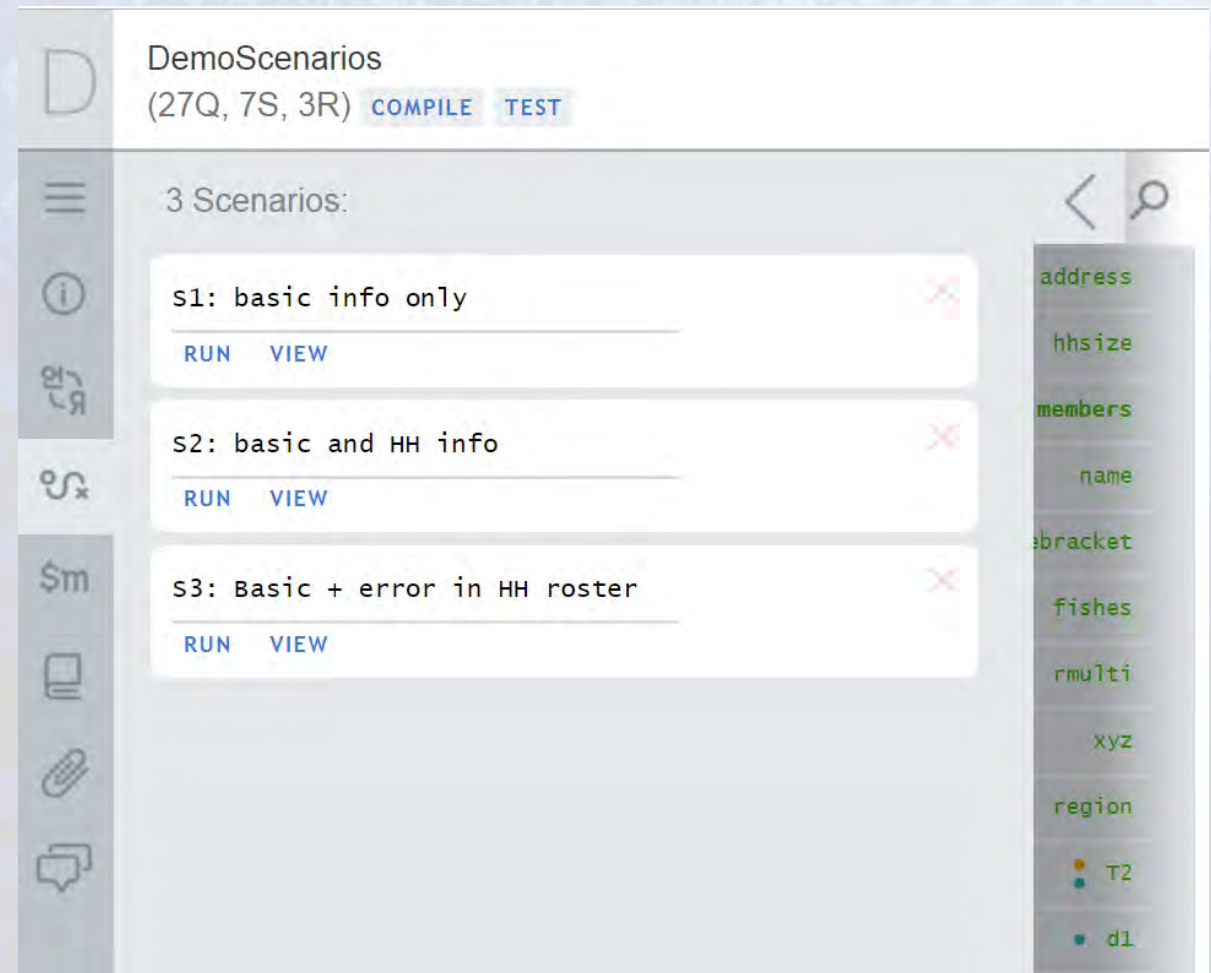 D
DemoScenarios
(27Q, 7S, 3R) COMPILE TEST
3 Scenarios:
S1: basic info only
RUN VIEW
S2: basic and HH info
RUN VIEW
S3: Basic + error in HH roster
RUN VIEW
$m
address
hhsize
members
name
ebracket
fishes
rmulti
xyz
region
T2
d1